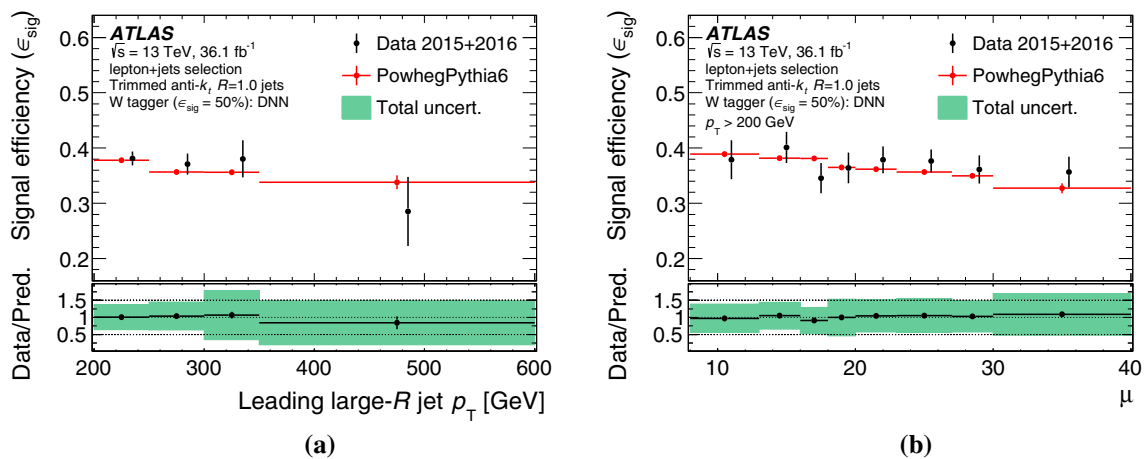 ATLAS
√s = 13 TeV, 36.1 fb-1
lepton+jets selection
Trimmed anti-kt R=1.0 jets
W tagger (ϵsig = 50%): DNN
Data 2015+2016
PowhegPythia6
Total uncert.
Signal efficiency (ϵsig)
0.6
0.5
0.4
0.3
0.2
Data/Pred.
1.5
1
0.5
200 300 400 500 600
Leading large-R jet pT [GeV]
(a)
ATLAS
√s = 13 TeV, 36.1 fb-1
lepton+jets selection
Trimmed anti-kt R=1.0 jets
W tagger (ϵsig = 50%): DNN
pT > 200 GeV
Data 2015+2016
PowhegPythia6
Total uncert.
Signal efficiency (ϵsig)
0.6
0.5
0.4
0.3
0.2
Data/Pred.
1.5
1
0.5
10 20 30 40
μ
(b)